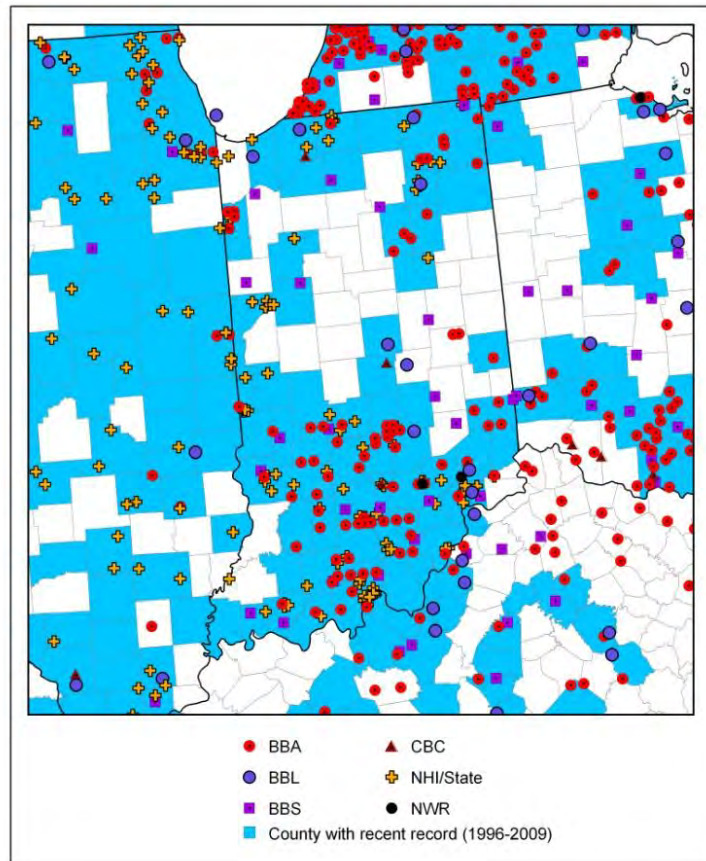 BBA
CBC
BBL
NHI/State
BBS
NWR
County with recent record (1996-2009)